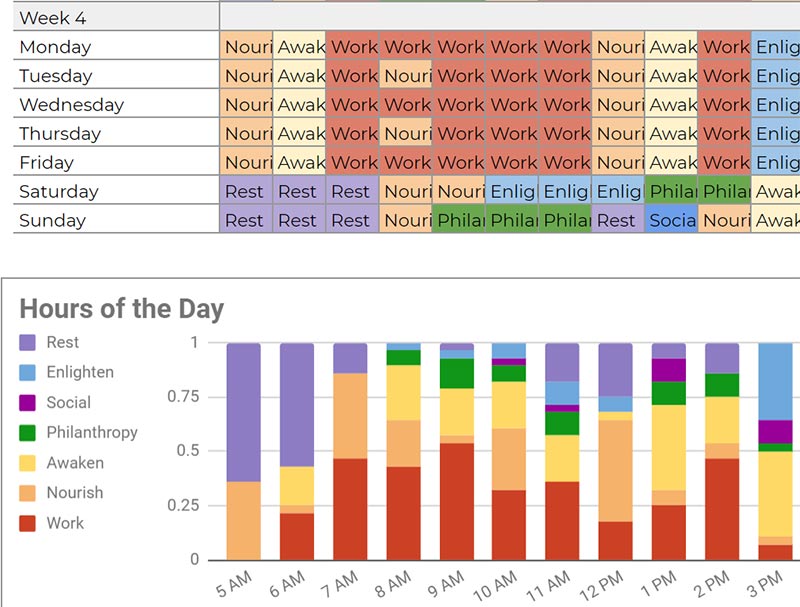 Week 4
Monday Nouri Awak Work Work Work Work Work Nouri Awak Work Enlig
Tuesday Nouri Awak Work Nouri Work Work Work Nouri Awak Work Enlig
Wednesday Nouri Awak Work Work Work Work Work Nouri Awak Work Enlig
Thursday Nouri Awak Work Nouri Work Work Work Nouri Awak Work Enlig
Friday Nouri Awak Work Work Work Work Work Nouri Awak Work Enlig
Saturday Rest Rest Rest Nouri Nouri Enlig Enlig Enlig Philar Philar Awak
Sunday Rest Rest Rest Nouri Philar Philar Philar Rest Socia Nouri Awak
Hours of the Day
Rest
Enlighten
Social
Philanthropy
Awaken
Nourish
Work
1
0.75
0.5
0.25
0
5 AM 6 AM 7 AM 8 AM 9 AM 10 AM 11 AM 12 PM 1 PM 2 PM 3 PM